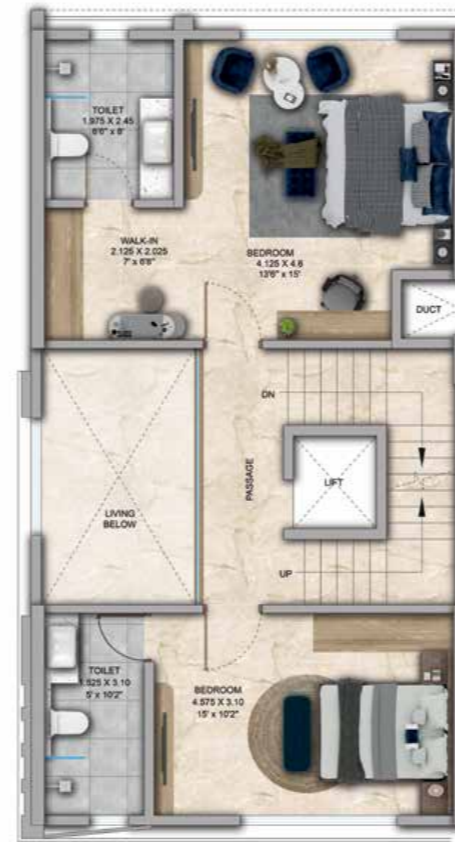 TOILET
1.975 X 2.45
6'6" x 8'
WALK-IN
2.125 X 2.025
7" x 6'8"
BEDROOM
4.125 X 4.6
13'6" x 15'
DUCT
DN
PASSAGE
LIFT
LIVING
BELOW
UP
TOILET
1.525 X 3.10
5' x 10'2"
BEDROOM
4.575 X 3.10
15' x 10'2"